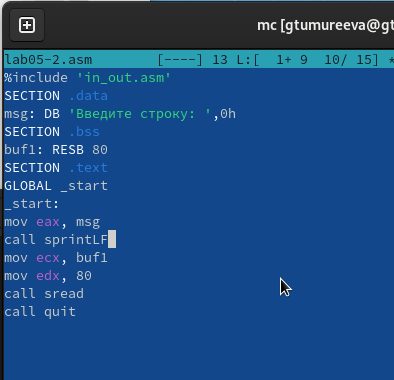 mc [gtumureeva@gt
lab05-2.asm [----] 13 L:[ 1+ 9 10/ 15] *
%include 'in_out.asm'
SECTION .data
msg: DB 'Введите строку: ',0h
SECTION .bss
buf1: RESB 80
SECTION .text
GLOBAL _start
_start:
mov eax, msg
call sprintLF
mov ecx, buf1
mov edx, 80
call sread
call quit